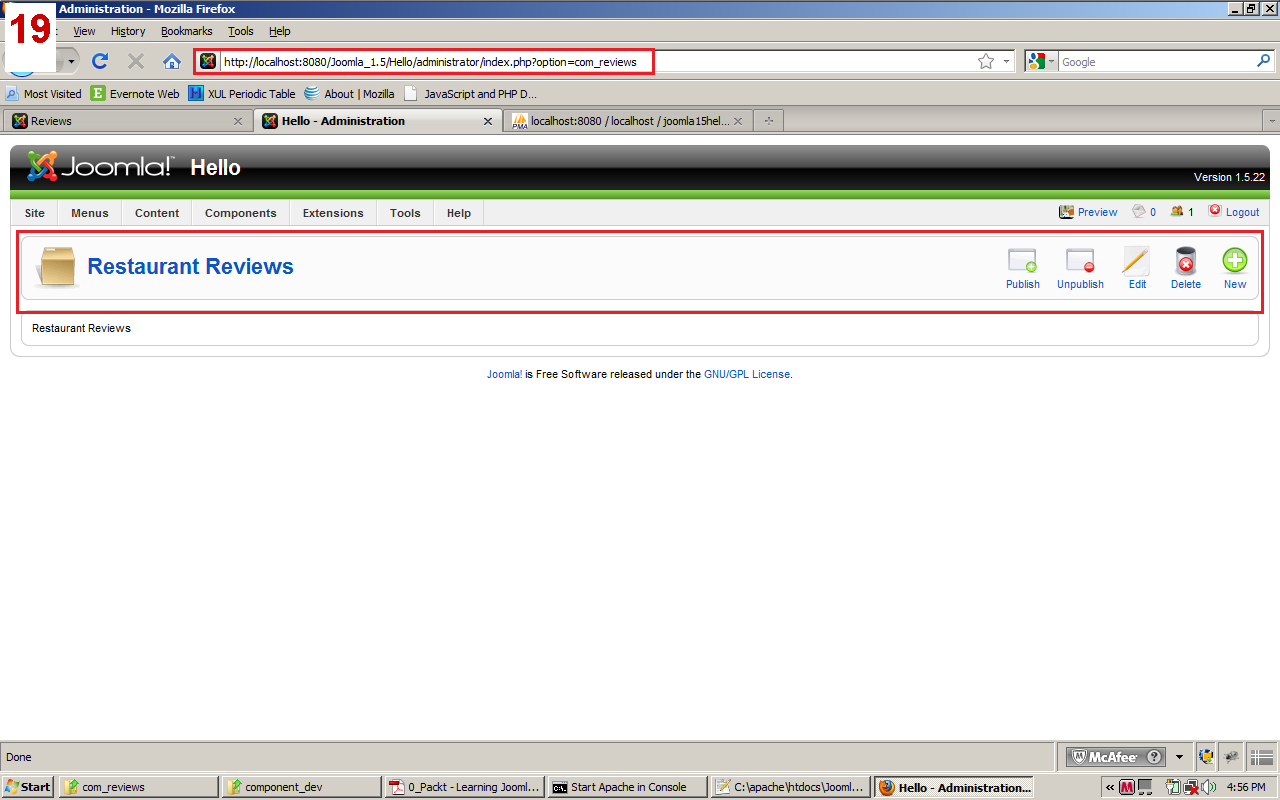 Administration - Mozilla Firefox
19
View History Bookmarks Tools Help
http://localhost:8080/Joomla_1.5/Hello/administrator/index.php?option=com_reviews
Google
Most Visited Evernote Web XUL Periodic Table About | Mozilla JavaScript and PHP D...
Reviews Hello - Administration PMA localhost:8080 / localhost / joomla15hel...
Joomla! Hello
Version 1.5.22
Site Menus Content Components Extensions Tools Help Preview 0 1 Logout
Restaurant Reviews
Publish Unpublish Edit Delete New
Restaurant Reviews
Joomla! is Free Software released under the GNU/GPL License.
Done McAfee ?
Start com_reviews component_dev 0_Packt - Learning Jooml... Start Apache in Console C:\apache\htdocs\Jooml... Hello - Administration... « M 4:56 PM